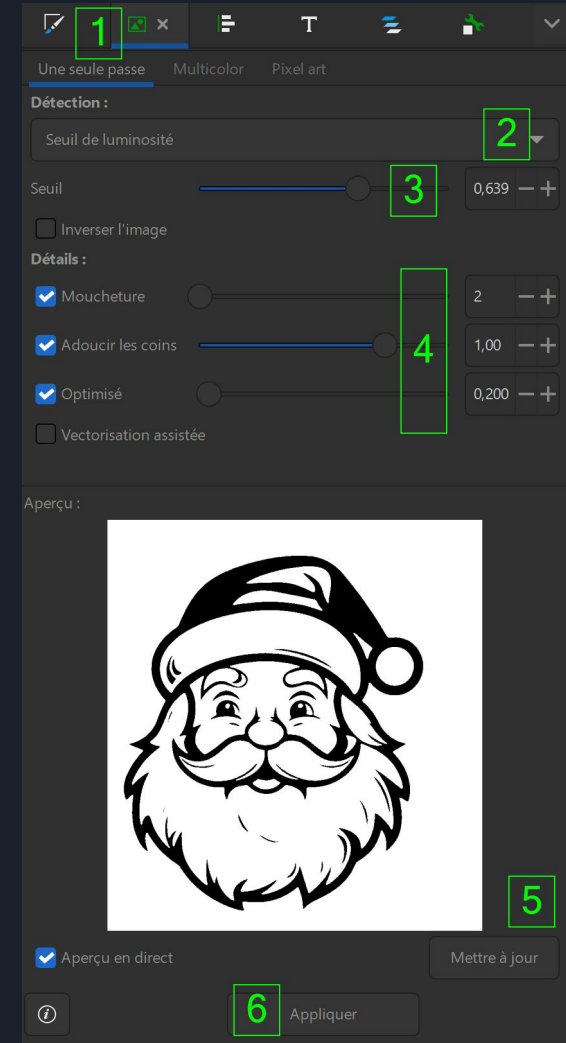 1
T
Une seule passe Multicolor Pixel art
Détection :
Seuil de luminosité 2
Seuil 3 0,639 − +
Inverser l'image
Détails :
Moucheture 2 − +
Adoucir les coins 4 1,00 − +
Optimisé 0,200 − +
Vectorisation assistée
Aperçu :
5
Aperçu en direct Mettre à jour
6 Appliquer